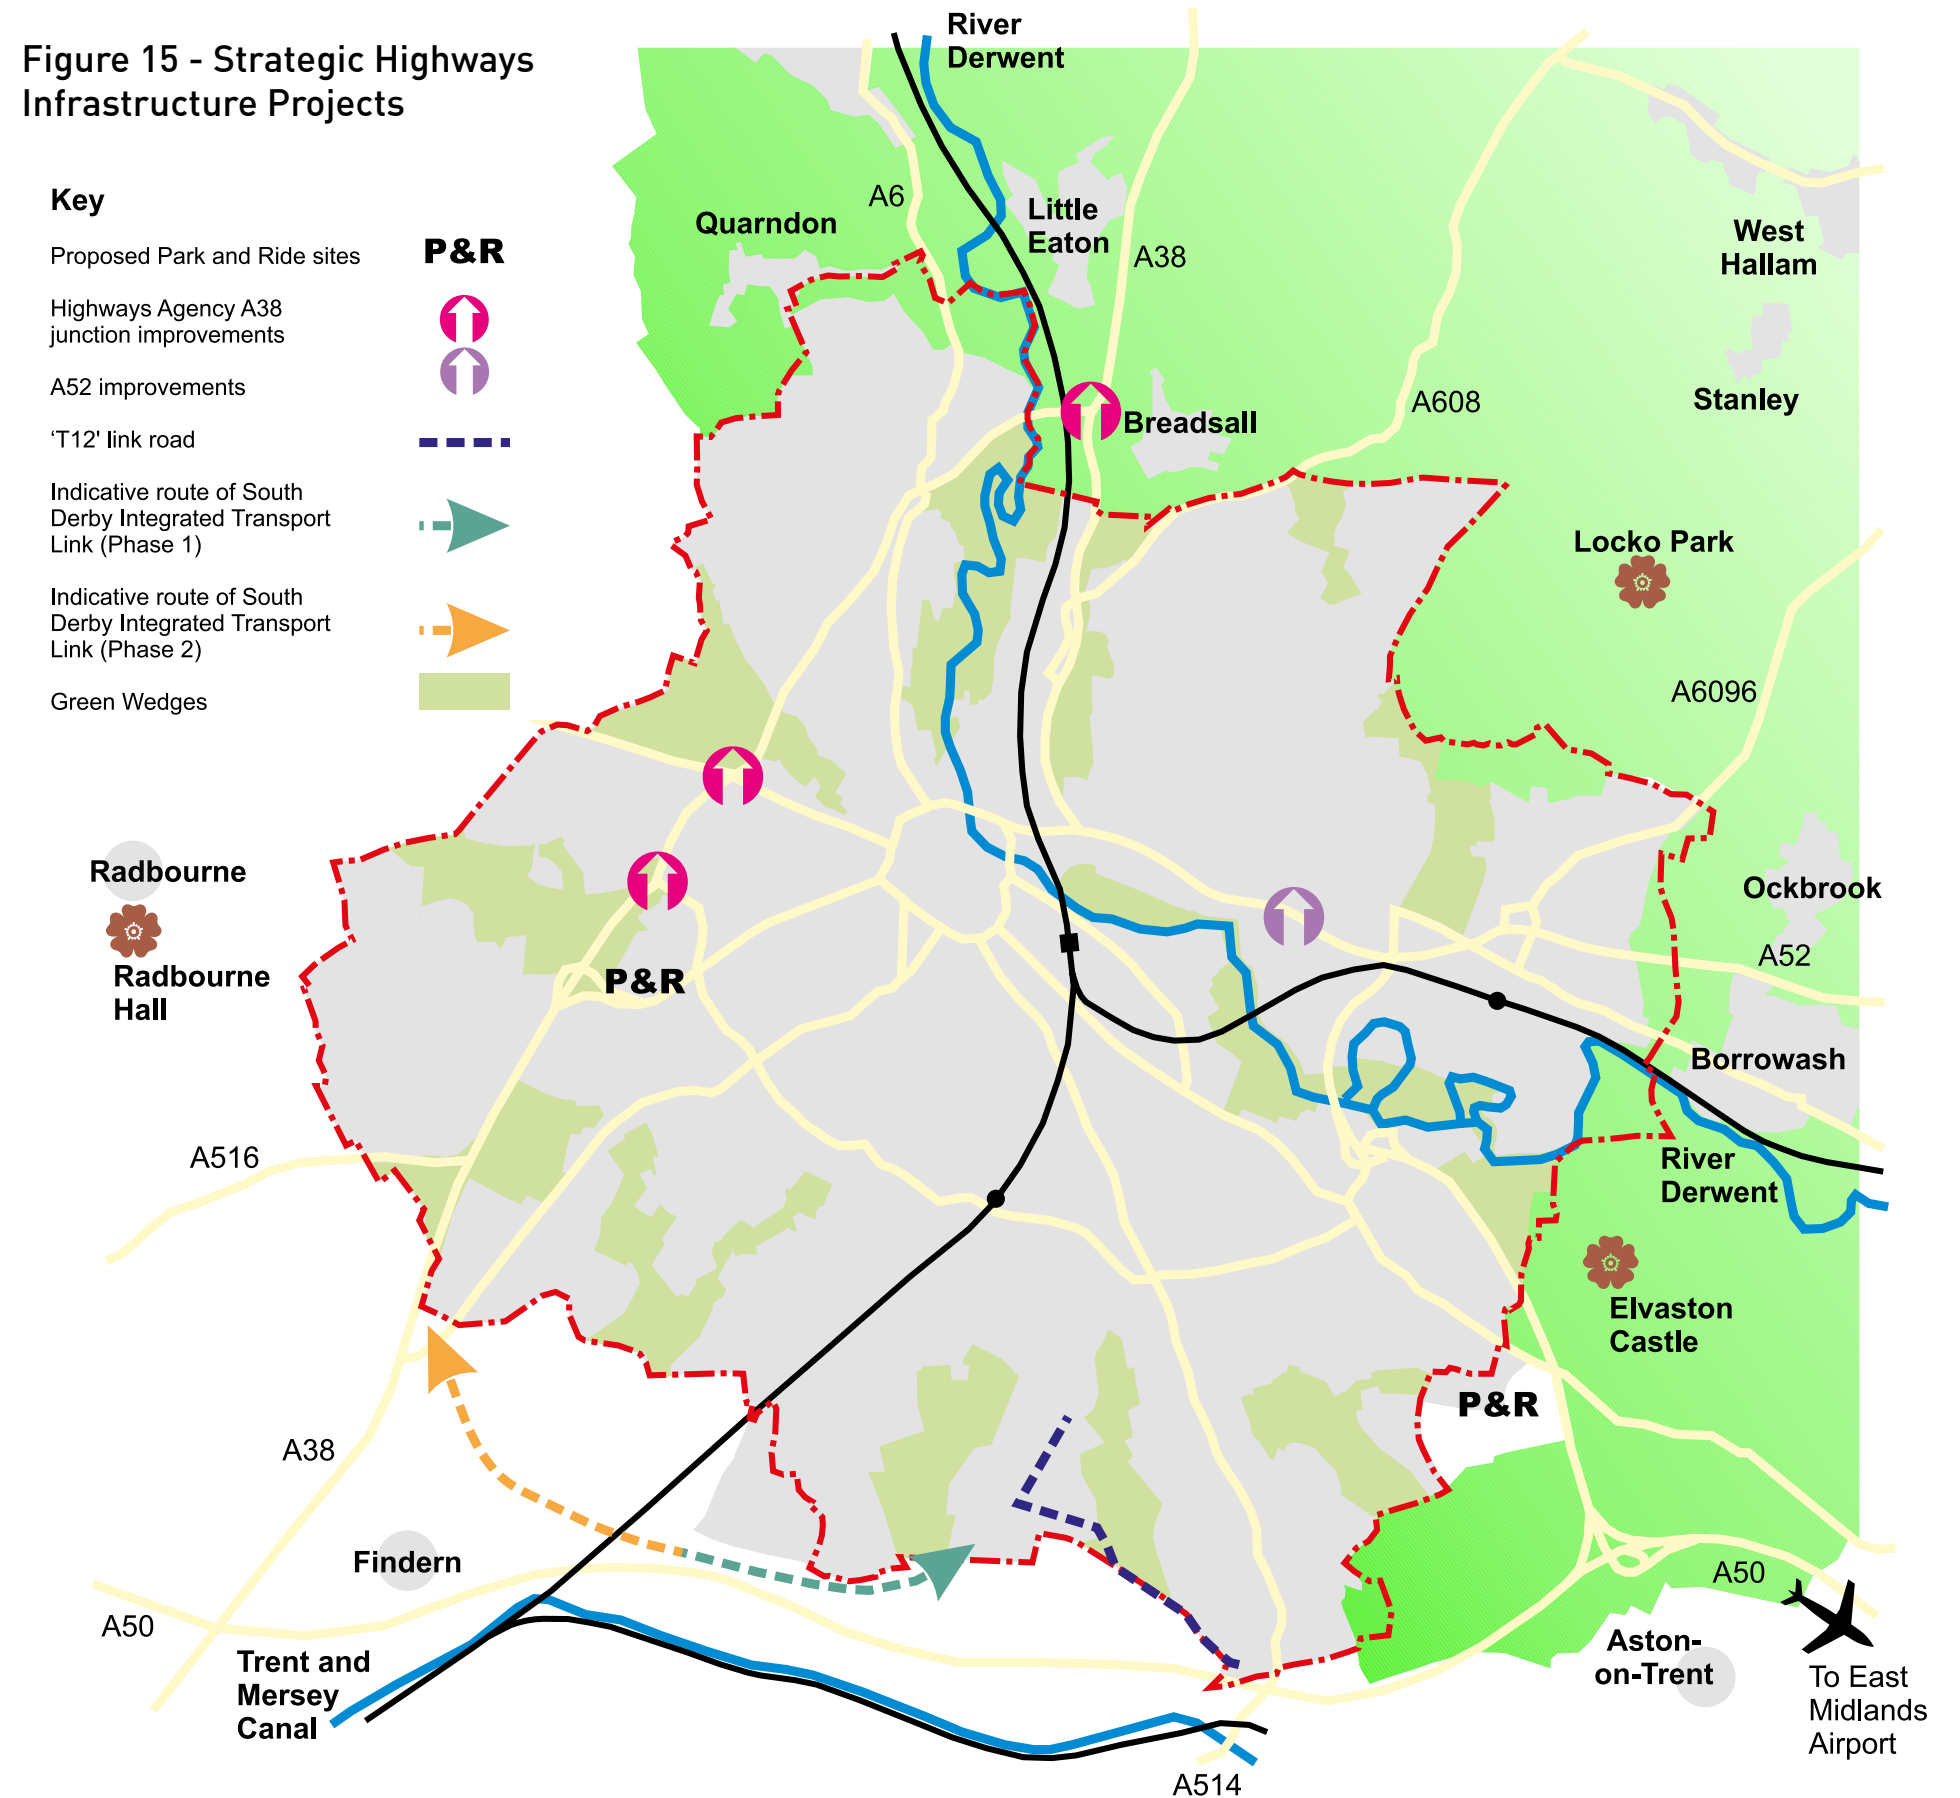 Figure 15 - Strategic Highways
Infrastructure Projects
Key
Proposed Park and Ride sites
P&R
Highways Agency A38
junction improvements
A52 improvements
‘T12' link road
Indicative route of South
Derby Integrated Transport
Link (Phase 1)
Indicative route of South
Derby Integrated Transport
Link (Phase 2)
Green Wedges
River
Derwent
A6
Quarndon
Little
Eaton
A38
West
Hallam
Stanley
A608
Breadsall
Locko Park
A6096
Radbourne
Radbourne
Hall
P&R
Ockbrook
A52
Borrowash
A516
River
Derwent
Elvaston
Castle
P&R
A38
Findern
A50
Trent and
Mersey
Canal
A50
Aston-
on-Trent
To East
Midlands
Airport
A514